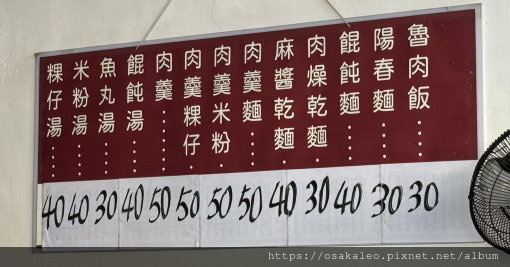 魯肉飯⋯⋯30
陽春麵⋯⋯30
餛飩麵⋯⋯40
肉燥乾麵⋯30
麻醬乾麵⋯40
肉羹麵⋯⋯50
肉羹米粉⋯50
肉羹粿仔 50
肉羹⋯⋯⋯50
餛飩湯⋯⋯40
魚丸湯⋯⋯30
米粉湯⋯⋯40
粿仔湯⋯⋯40
https://osakaleo.pixnet.net/album